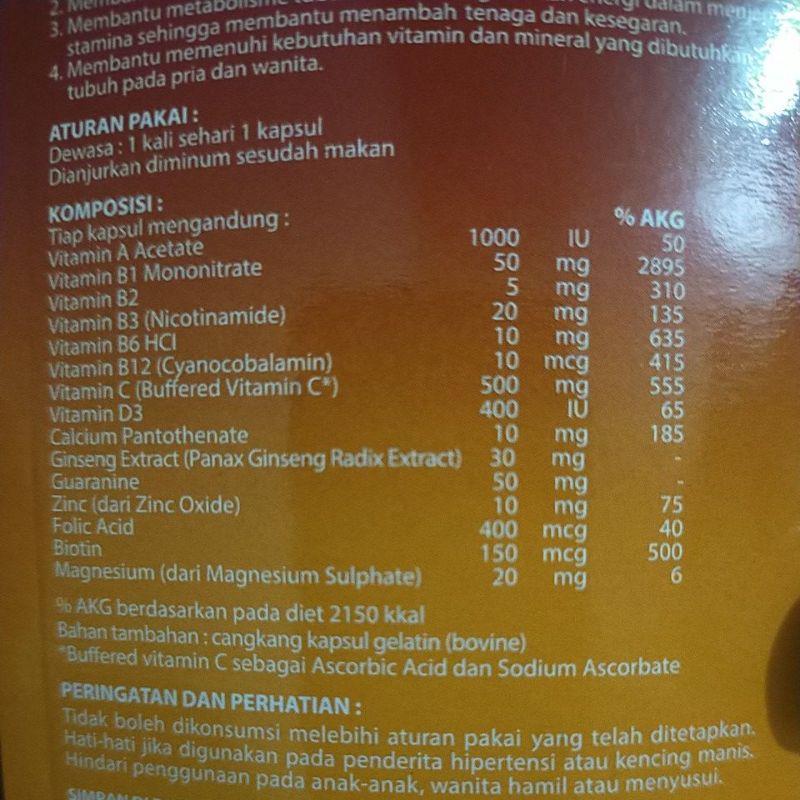 3. Membantu metabolisme
dalam
stamina sehingga membantu menambah tenaga dan kesegaran.
4. Membantu memenuhi kebutuhan vitamin dan mineral yang dibutuhkan
tubuh pada pria dan wanita.
ATURAN PAKAI :
Dewasa : 1 kali sehari 1 kapsul
Dianjurkan diminum sesudah makan
KOMPOSISI :
Tiap kapsul mengandung : % AKG
Vitamin A Acetate 1000 IU 50
Vitamin B1 Mononitrate 50 mg 2895
Vitamin B2 5 mg 310
Vitamin B3 (Nicotinamide) 20 mg 135
Vitamin B6 HCl 10 mg 635
Vitamin B12 (Cyanocobalamin) 10 mcg 415
Vitamin C (Buffered Vitamin C*) 500 mg 555
Vitamin D3 400 IU 65
Calcium Pantothenate 10 mg 185
Ginseng Extract (Panax Ginseng Radix Extract) 30 mg -
Guaranine 50 mg -
Zinc (dari Zinc Oxide) 10 mg 75
Folic Acid 400 mcg 40
Biotin 150 mcg 500
Magnesium (dari Magnesium Sulphate) 20 mg 6
% AKG berdasarkan pada diet 2150 kkal
Bahan tambahan : cangkang kapsul gelatin (bovine)
*Buffered vitamin C sebagai Ascorbic Acid dan Sodium Ascorbate
PERINGATAN DAN PERHATIAN :
Tidak boleh dikonsumsi melebihi aturan pakai yang telah ditetapkan.
Hati-hati jika digunakan pada penderita hipertensi atau kencing manis.
Hindari penggunaan pada anak-anak, wanita hamil atau menyusui.